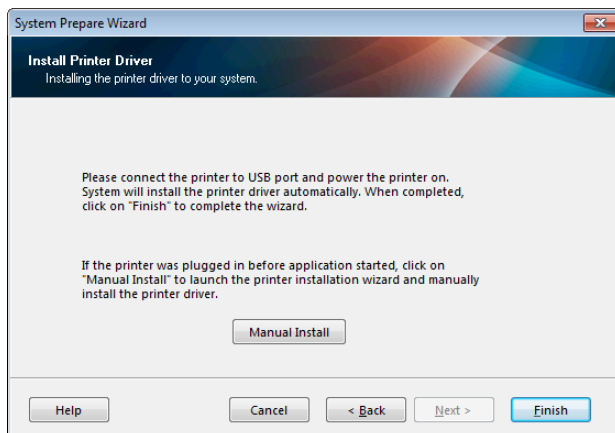 System Prepare Wizard
Install Printer Driver
Installing the printer driver to your system.
Please connect the printer to USB port and power the printer on.
System will install the printer driver automatically. When completed,
click on "Finish" to complete the wizard.
If the printer was plugged in before application started, click on
"Manual Install" to launch the printer installation wizard and manually
install the printer driver.
Manual Install
Help Cancel < Back Next > Finish